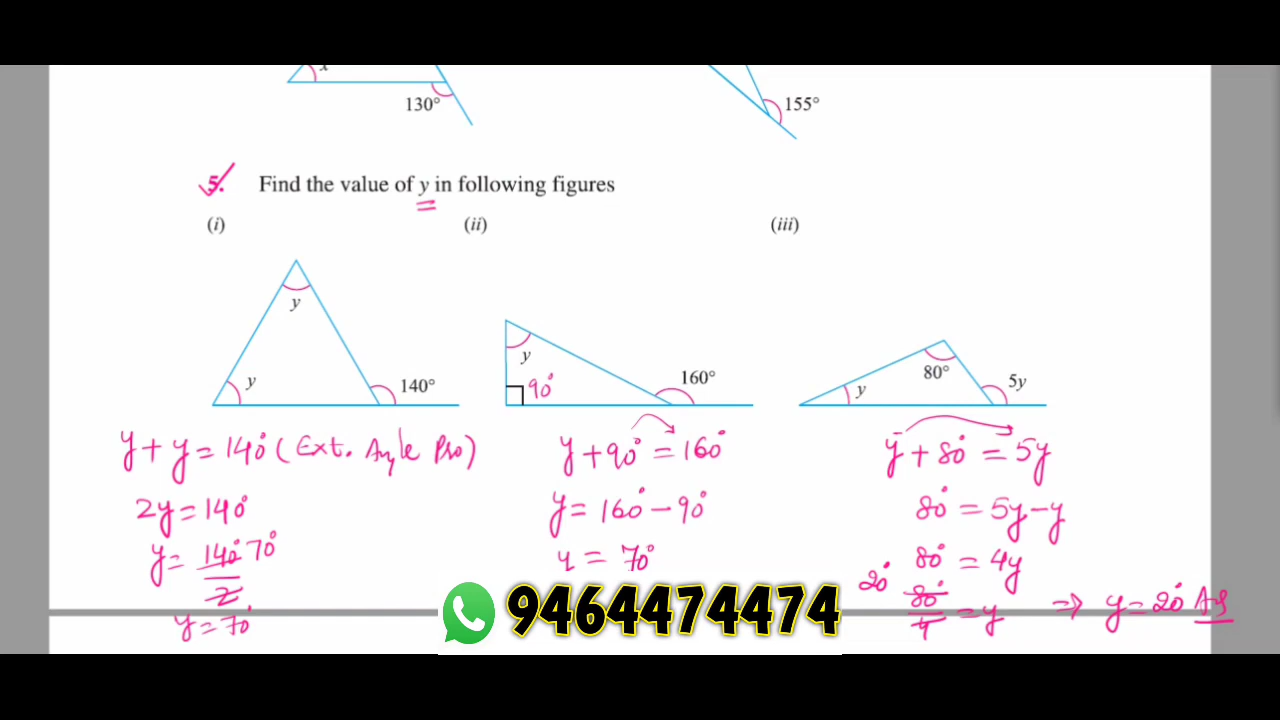 x
130°
155°
5. Find the value of y in following figures
(i) (ii) (iii)
y
y
140°
y
90°
160°
y
80°
5y
y + y = 140° (Ext. Angle Pro)
2y = 140°
y = 140°/2 70°
y = 70°
y + 90° = 160°
y = 160° - 90°
y = 70°
y + 80° = 5y
80° = 5y - y
80° = 4y
20° 80°/4 = y ⇒ y = 20° Ans
9464474474